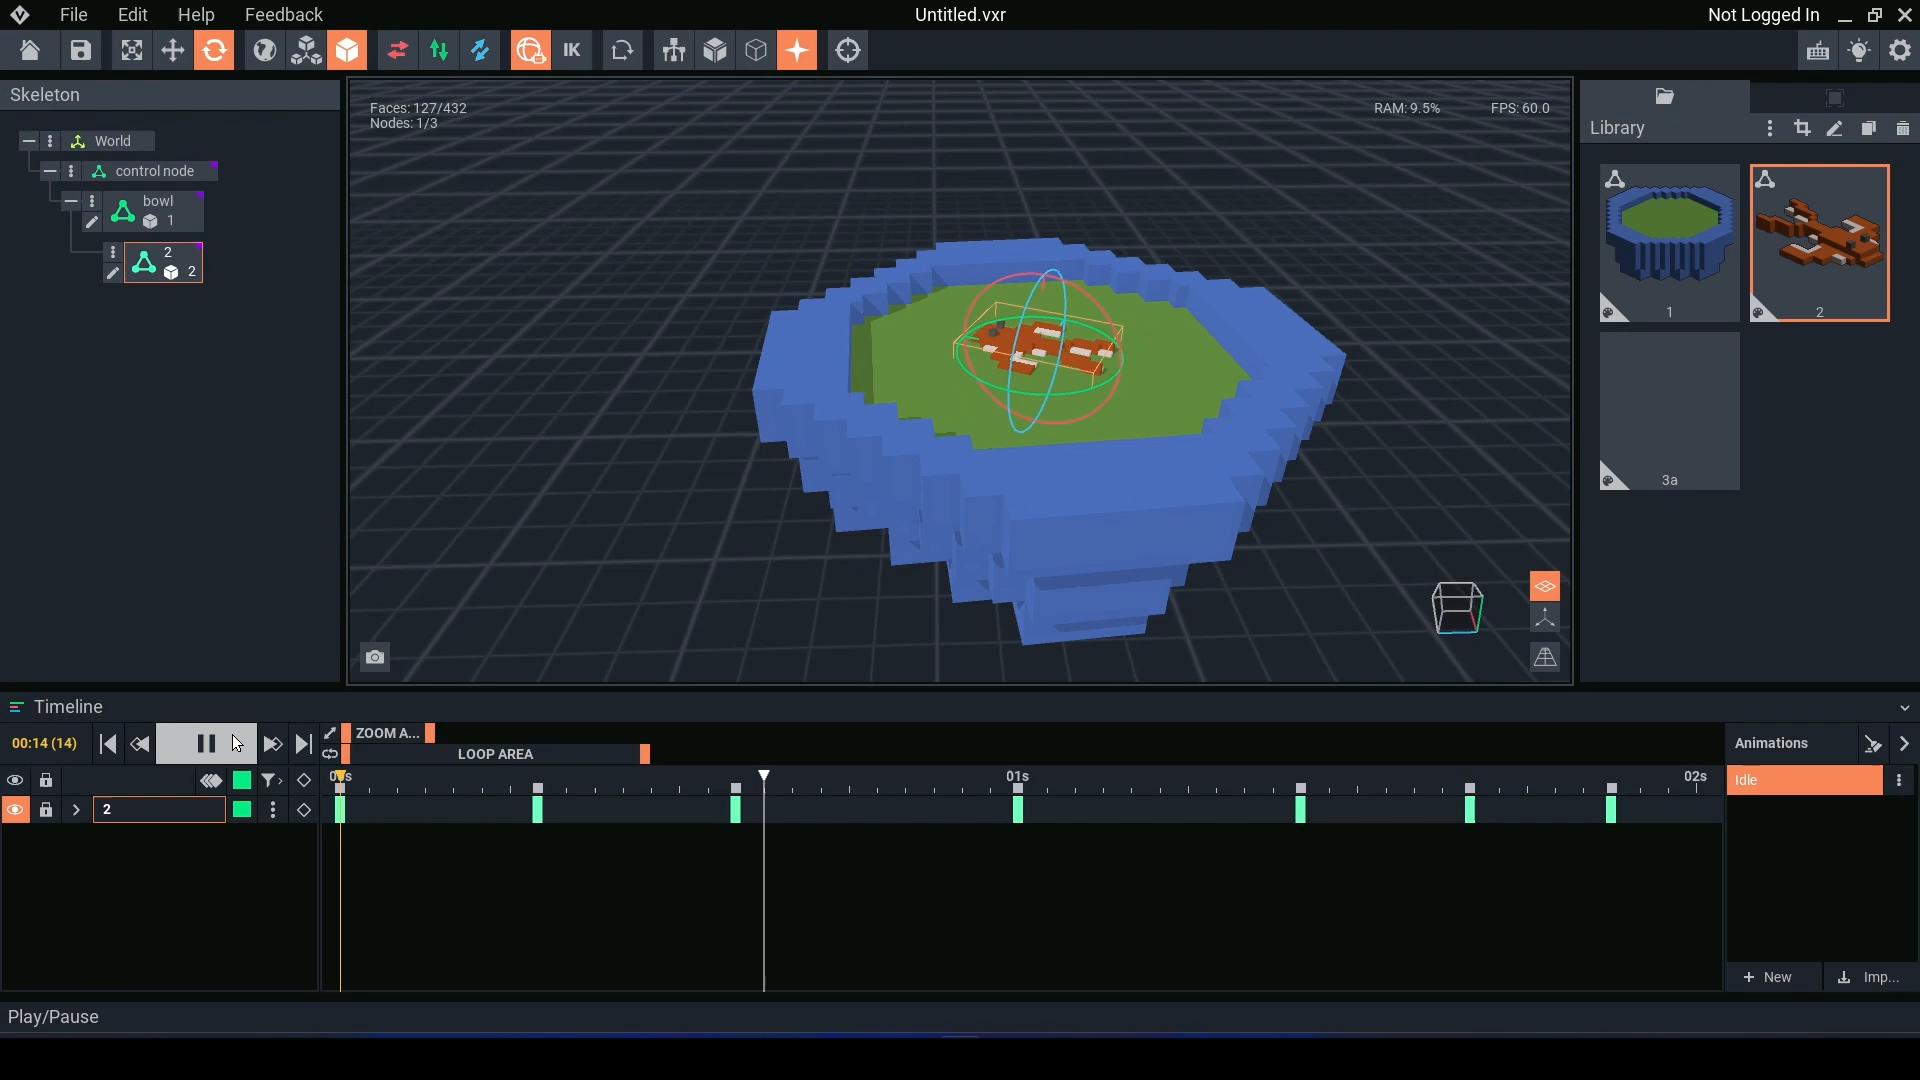 File Edit Help Feedback Untitled.vxr Not Logged In
IK
Skeleton
Faces: 127/432
Nodes: 1/3
RAM: 9.5% FPS: 60.0
World
control node
bowl
1
2
2
Library
1 2
3a
Timeline
00:14 (14)
ZOOM A...
LOOP AREA
Animations
01s 02s
Idle
2
New Imp...
Play/Pause